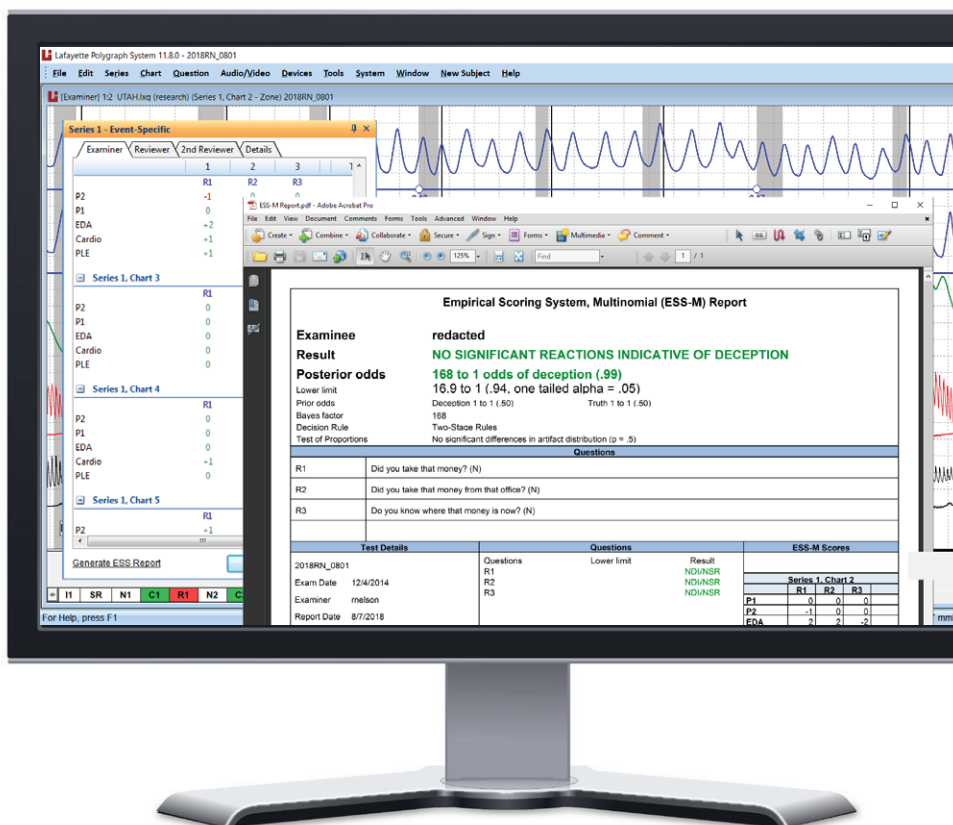 Lafayette Polygraph System 11.8.0 - 2018RN_0801
File Edit Series Chart Question Audio/Video Devices Tools System Window New Subject Help
[Examiner] 1:2 UTAH.lxq (research) (Series 1, Chart 2 - Zone) 2018RN_0801
Series 1 - Event-Specific
Examiner Reviewer 2nd Reviewer Details
1 2 3
R1 R2 R3
P2 -1 0 0
P1 0
EDA +2
Cardio +1
PLE +1
Series 1, Chart 3
R1
P2 0
P1 0
EDA 0
Cardio 0
PLE 0
Series 1, Chart 4
R1
P2 0
P1 0
EDA 0
Cardio +1
PLE 0
Series 1, Chart 5
R1
P2 +1
Generate ESS Report
I1 SR N1 C1 R1 N2
For Help, press F1
ESS-M Report.pdf - Adobe Acrobat Pro
File Edit View Document Comments Forms Tools Advanced Window Help
Create Combine Collaborate Secure Sign Forms Multimedia Comment
125% Find 1 / 1
Empirical Scoring System, Multinomial (ESS-M) Report
Examinee redacted
Result NO SIGNIFICANT REACTIONS INDICATIVE OF DECEPTION
Posterior odds 168 to 1 odds of deception (.99)
Lower limit 16.9 to 1 (.94, one tailed alpha = .05)
Prior odds Deception 1 to 1 (.50) Truth 1 to 1 (.50)
Bayes factor 168
Decision Rule Two-Stage Rules
Test of Proportions No significant differences in artifact distribution (p = .5)
Questions
R1 Did you take that money? (N)
R2 Did you take that money from that office? (N)
R3 Do you know where that money is now? (N)
Test Details Questions ESS-M Scores
2018RN_0801 Questions Lower limit Result
R1 NDI/NSR
Exam Date 12/4/2014 R2 NDI/NSR Series 1, Chart 2
R3 NDI/NSR R1 R2 R3
Examiner P1 0 0 0
Report Date 8/7/2018 P2 -1 0 0
EDA 2 2 -2